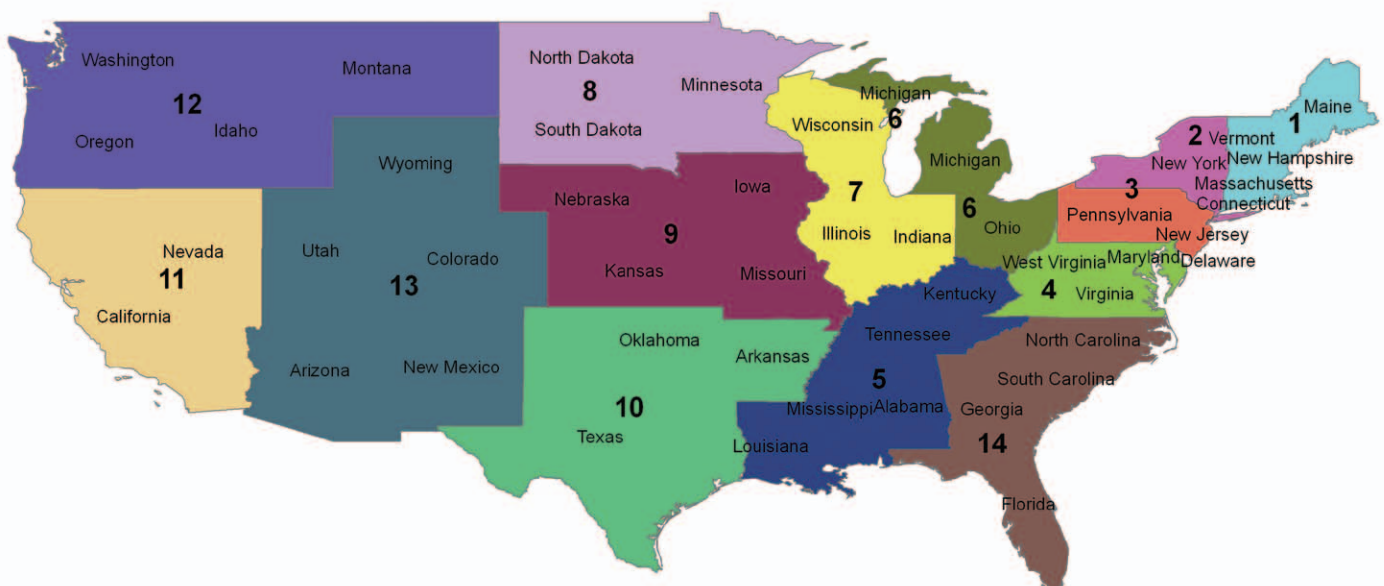 Washington
Montana
12
Oregon
Idaho
North Dakota
8
Minnesota
South Dakota
Michigan
6
Wisconsin
Michigan
7
6
Illinois
Indiana
Ohio
Maine
1
2
Vermont
New York
New Hampshire
3
Massachusetts
Connecticut
Pennsylvania
New Jersey
West Virginia
Maryland
Delaware
4
Virginia
Wyoming
Nebraska
Iowa
9
Kansas
Missouri
Nevada
11
California
Utah
Colorado
13
Arizona
New Mexico
Oklahoma
Arkansas
10
Texas
Kentucky
Tennessee
5
Mississippi
Alabama
Louisiana
North Carolina
South Carolina
Georgia
14
Florida